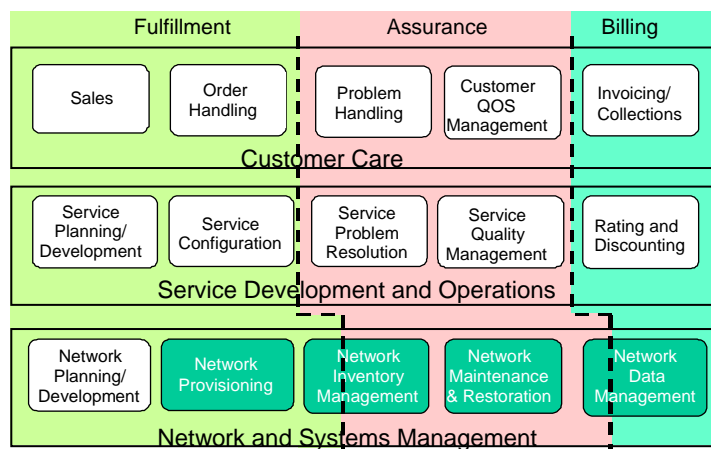 Fulfillment
Assurance
Billing
Sales
Order
Handling
Problem
Handling
Customer
QOS
Management
Invoicing/
Collections
Customer Care
Service
Planning/
Development
Service
Configuration
Service
Problem
Resolution
Service
Quality
Management
Rating and
Discounting
Service Development and Operations
Network
Planning/
Development
Network
Provisioning
Network
Inventory
Management
Network
Maintenance
& Restoration
Network
Data
Management
Network and Systems Management